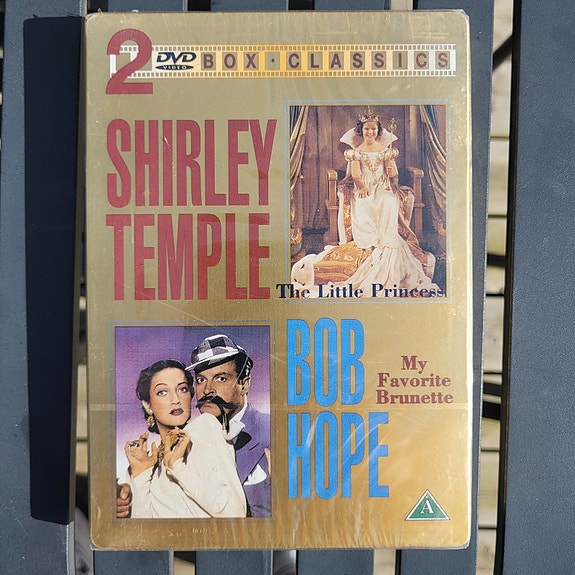 2 DVD VIDEO BOX · CLASSICS
SHIRLEY
TEMPLE
The Little Princess
BOB
HOPE
My
Favorite
Brunette
A